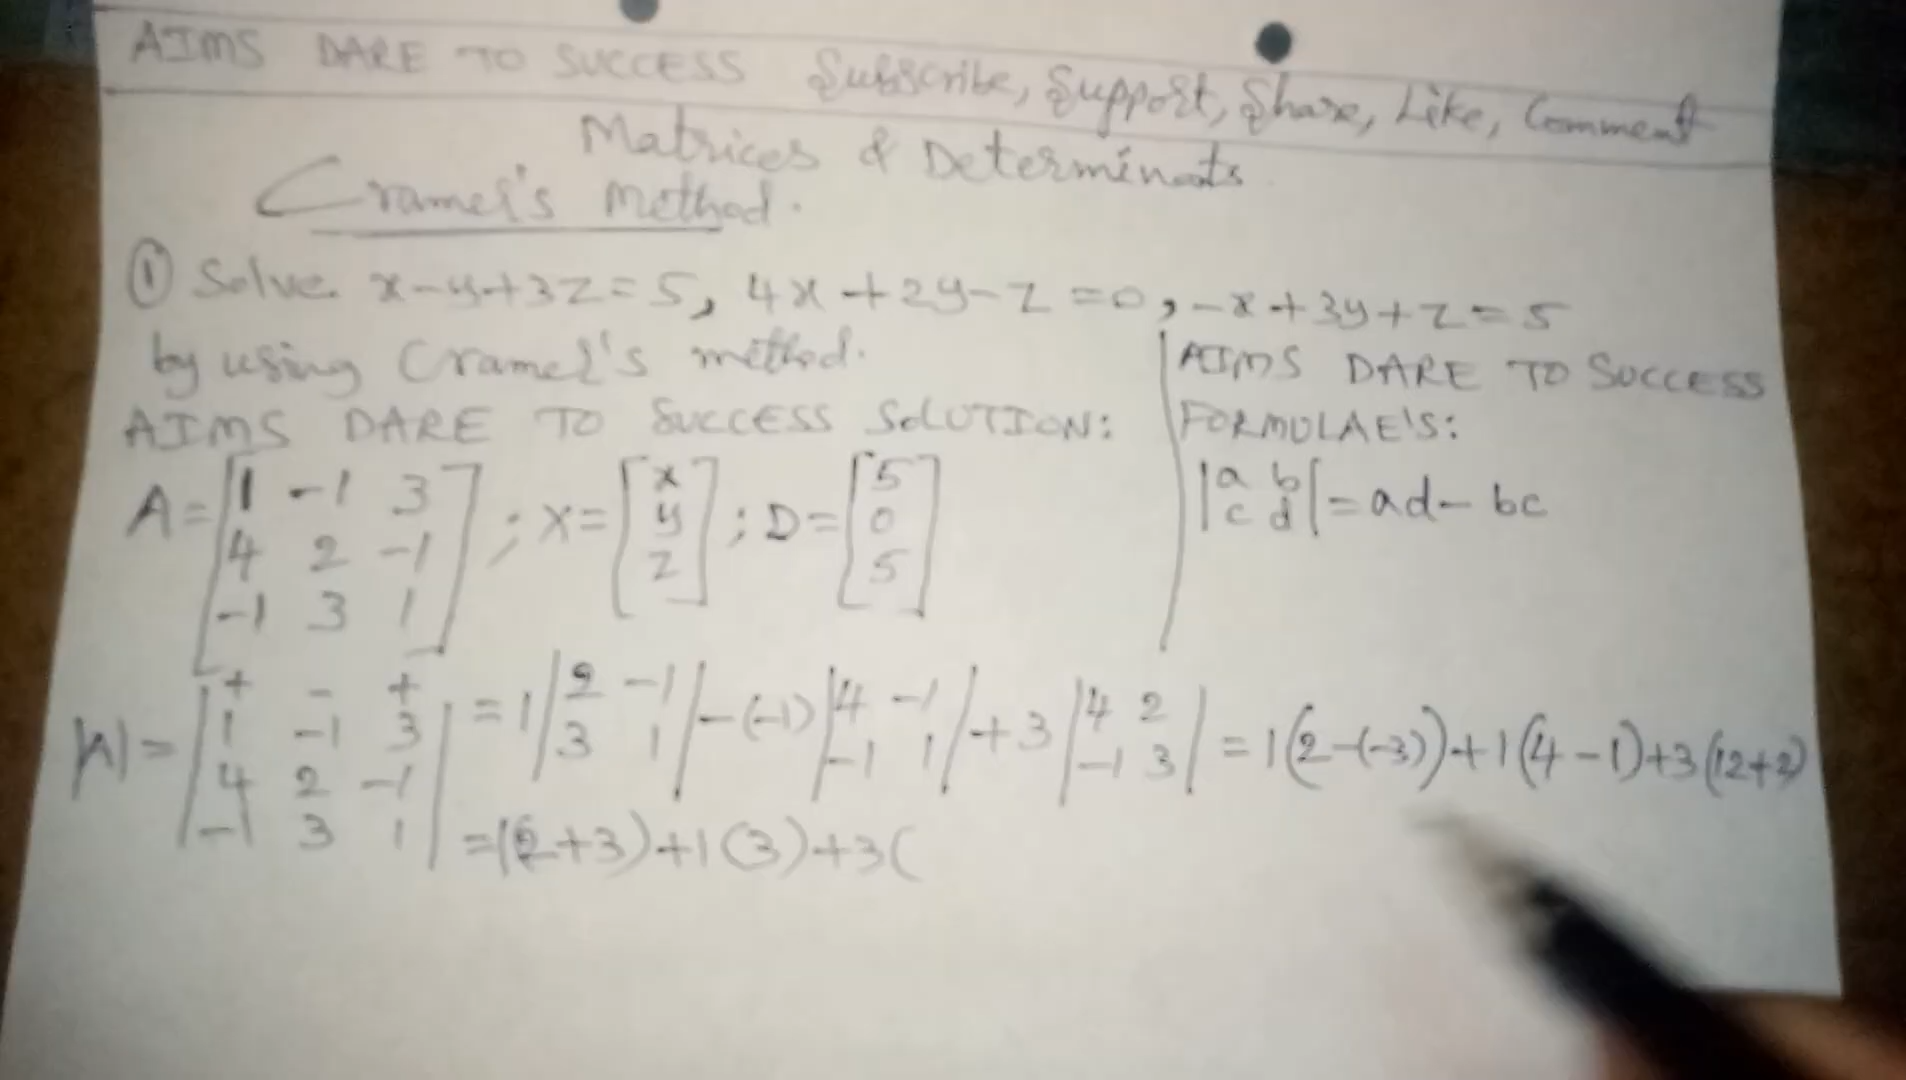 AIMS DARE TO SUCCESS Subscribe, Support, Share, Like, Comment
Matrices & Determinants
Cramer's Method.
① Solve x-y+3z=5, 4x+2y-z=0, -x+3y+z=5
by using Cramer's method.
AIMS DARE TO SUCCESS SOLUTION:
A=[1 -1 3
4 2 -1
-1 3 1] ; X=[x
y
z] ; D=[5
0
5]
AIMS DARE TO SUCCESS
FORMULAE'S:
|a b
c d|=ad-bc
+ - +
|A|=|1 -1 3
4 2 -1
-1 3 1|
=1|2 -1
3 1|-(-1)|4 -1
-1 1|+3|4 2
-1 3|=1(2-(-3))+1(4-1)+3(12+2)
=1(2+3)+1(3)+3(